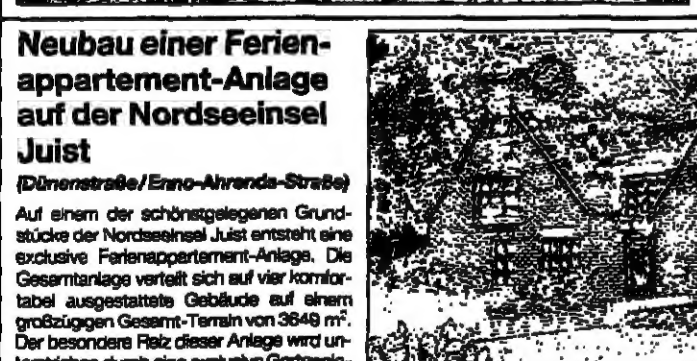 Neubau einer Ferien-
appartement-Anlage
auf der Nordseeinsel
Juist
(Dünenstraße/Enno-Ahrends-Straße)
Auf einem der schönstgelegenen Grund-
stücke der Nordseeinsel Juist entsteht eine
exclusive Ferienappartement-Anlage. Die
Gesamtanlage verteilt sich auf vier komfor-
tabel ausgestattete Gebäude auf einem
großzügigen Gesamt-Terrain von 3649 m².
Der besondere Reiz dieser Anlage wird un-